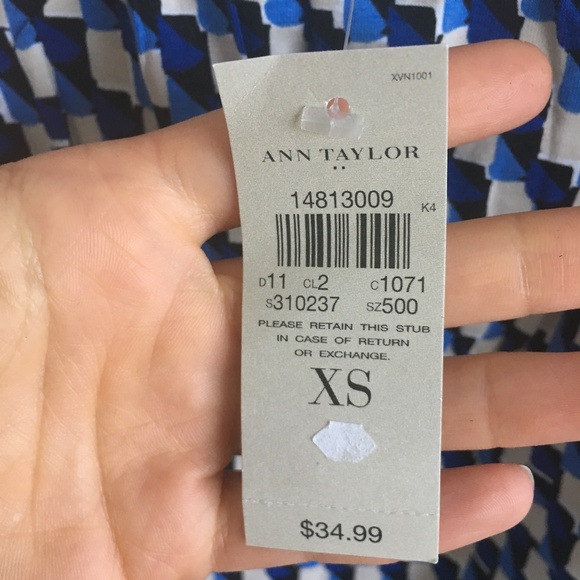 XVN1001
ANN TAYLOR
14813009 K4
D11 CL2 C1071
S310237 SZ500
PLEASE RETAIN THIS STUB
IN CASE OF RETURN
OR EXCHANGE.
XS
$34.99